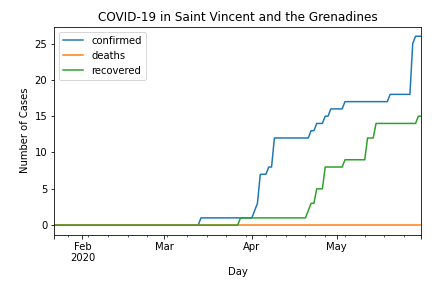 COVID-19 in Saint Vincent and the Grenadines
confirmed
deaths
recovered
Number of Cases
25
20
15
10
5
0
Feb
2020
Mar
Apr
May
Day